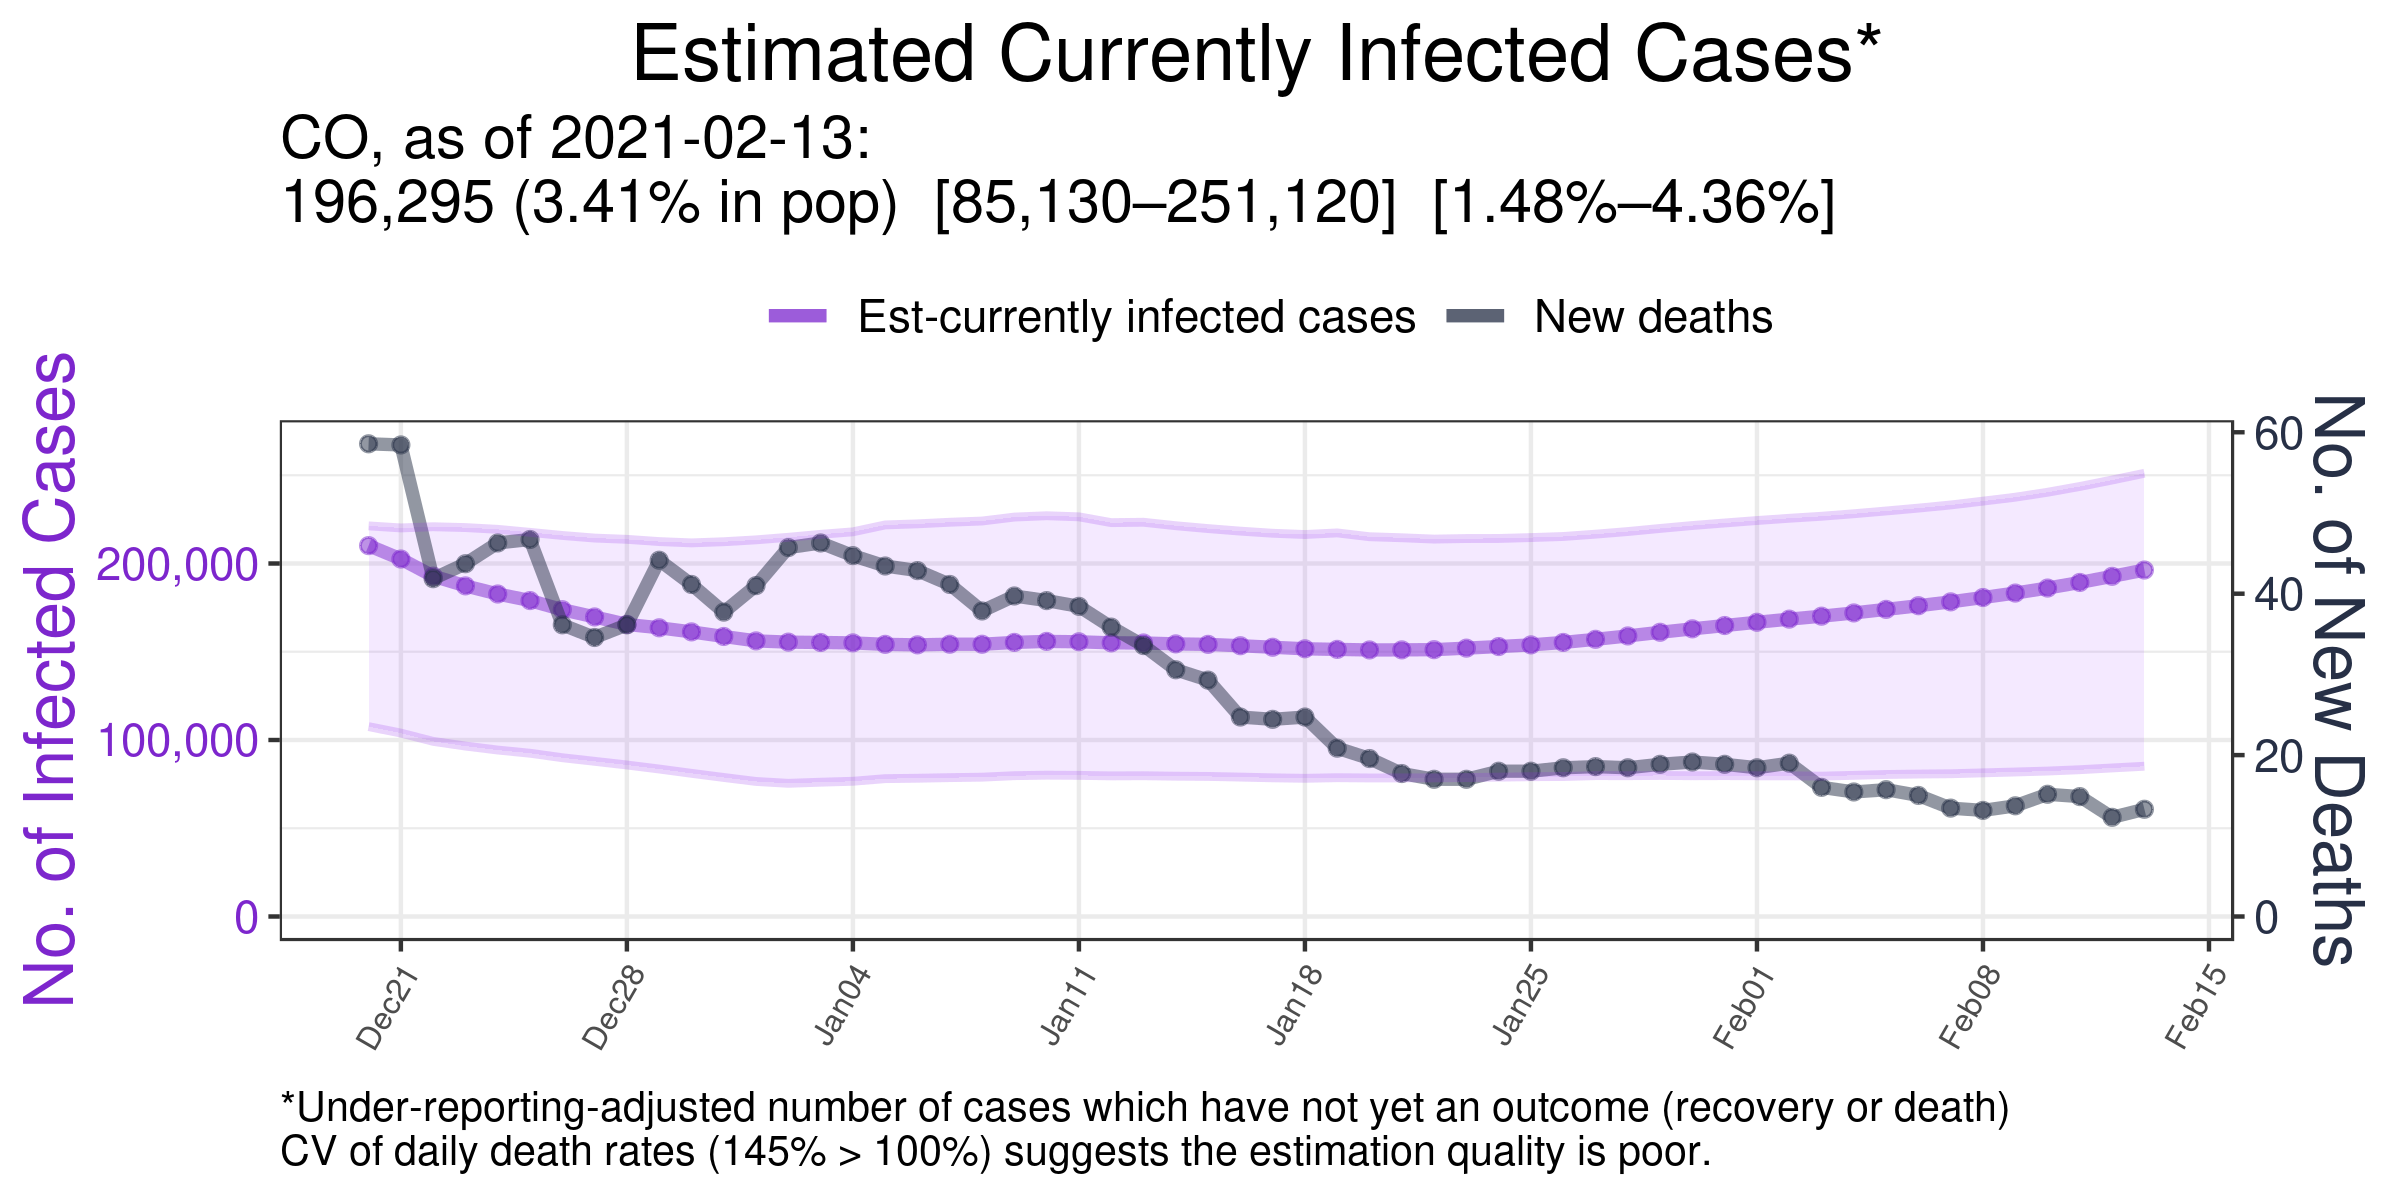 Estimated Currently Infected Cases*
CO, as of 2021-02-13:
196,295 (3.41% in pop)  [85,130–251,120]  [1.48%–4.36%]
Est-currently infected cases
New deaths
No. of Infected Cases
200,000
100,000
0
60
40
20
0
No. of New Deaths
Dec21
Dec28
Jan04
Jan11
Jan18
Jan25
Feb01
Feb08
Feb15
*Under-reporting-adjusted number of cases which have not yet an outcome (recovery or death)
CV of daily death rates (145% > 100%) suggests the estimation quality is poor.